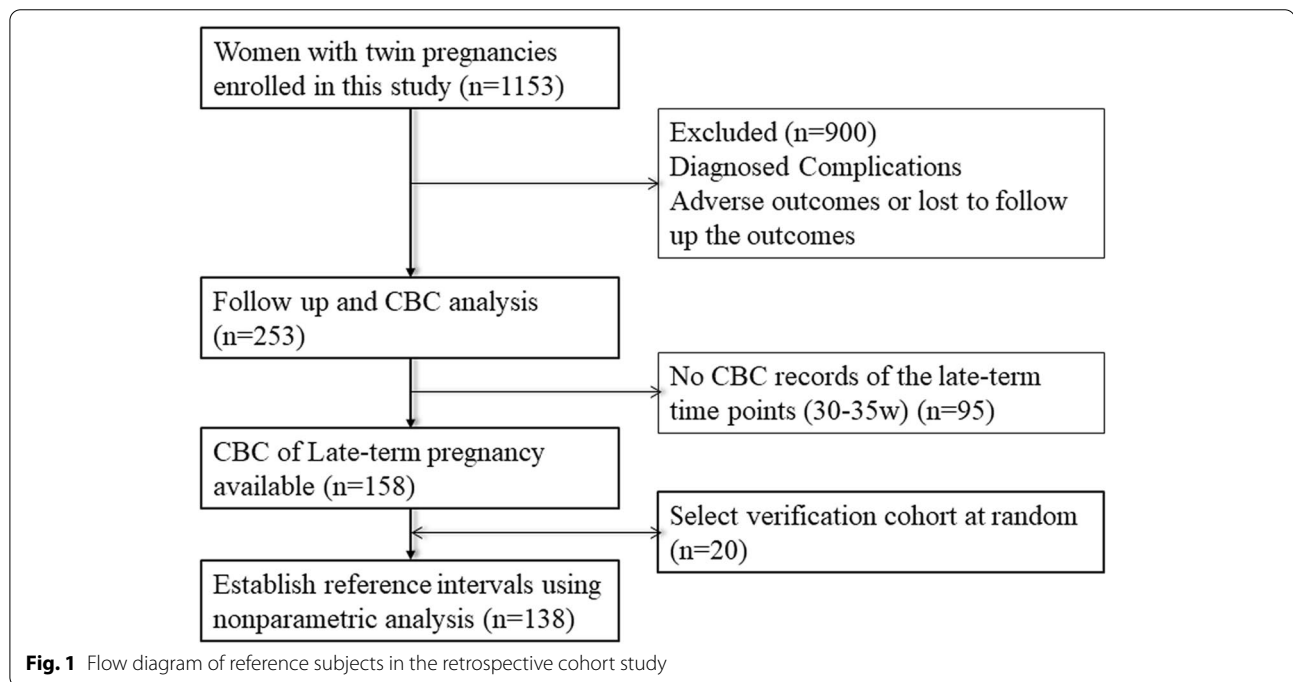 Women with twin pregnancies
enrolled in this study (n=1153)
Excluded (n=900)
Diagnosed Complications
Adverse outcomes or lost to follow
up the outcomes
Follow up and CBC analysis
(n=253)
No CBC records of the late-term
time points (30-35w) (n=95)
CBC of Late-term pregnancy
available (n=158)
Select verification cohort at random
(n=20)
Establish reference intervals using
nonparametric analysis (n=138)
Fig. 1 Flow diagram of reference subjects in the retrospective cohort study